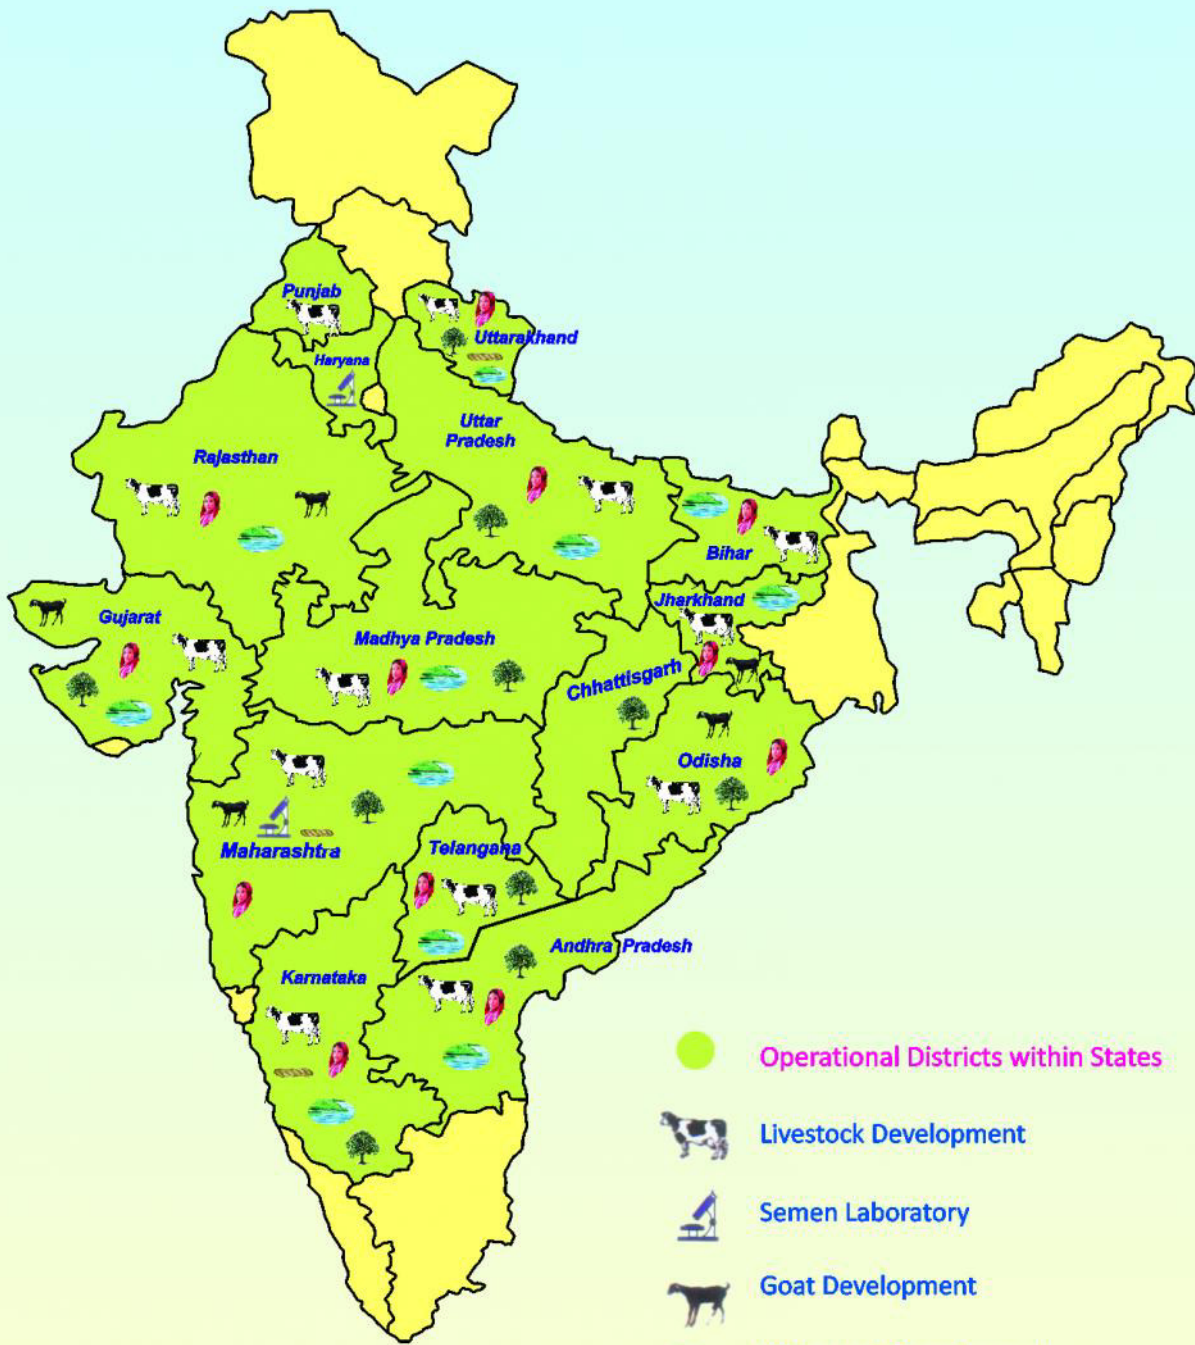 Punjab
Uttarakhand
Haryana
Uttar
Pradesh
Rajasthan
Bihar
Jharkhand
Gujarat
Madhya Pradesh
Chhattisgarh
Odisha
Maharashtra
Telangana
Andhra Pradesh
Karnataka
Operational Districts within States
Livestock Development
Semen Laboratory
Goat Development